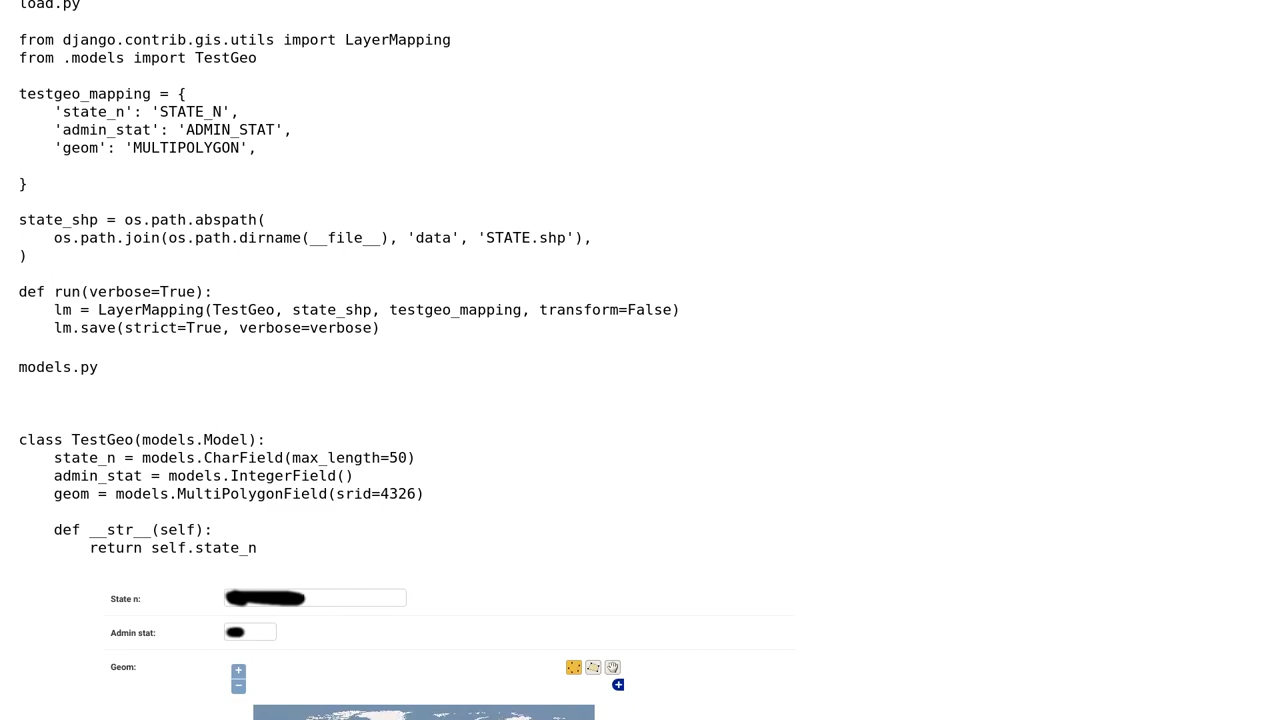 load.py
from django.contrib.gis.utils import LayerMapping
from .models import TestGeo
testgeo_mapping = {
    'state_n': 'STATE_N',
    'admin_stat': 'ADMIN_STAT',
    'geom': 'MULTIPOLYGON',
}
state_shp = os.path.abspath(
    os.path.join(os.path.dirname(__file__), 'data', 'STATE.shp'),
)
def run(verbose=True):
    lm = LayerMapping(TestGeo, state_shp, testgeo_mapping, transform=False)
    lm.save(strict=True, verbose=verbose)
models.py
class TestGeo(models.Model):
    state_n = models.CharField(max_length=50)
    admin_stat = models.IntegerField()
    geom = models.MultiPolygonField(srid=4326)
    def __str__(self):
        return self.state_n
State n:
Admin stat:
Geom:
+
−
+